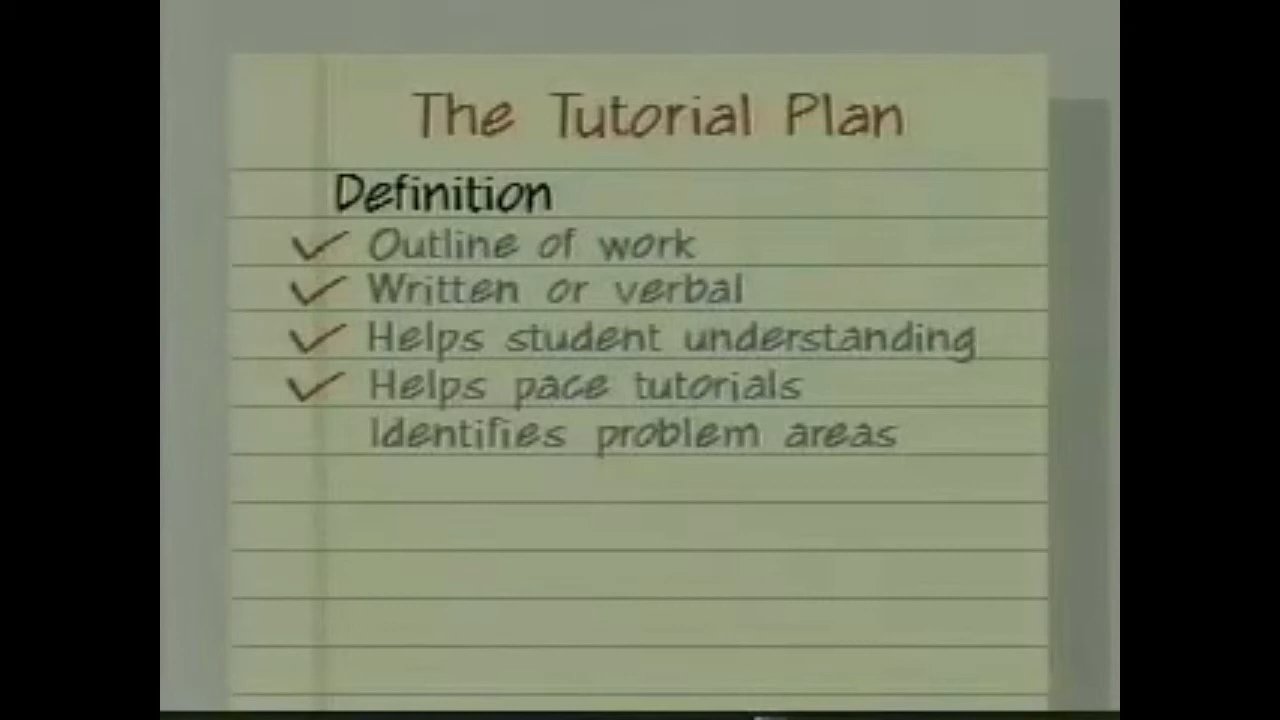 The Tutorial Plan
Definition
✓ Outline of work
✓ Written or verbal
✓ Helps student understanding
✓ Helps pace tutorials
Identifies problem areas